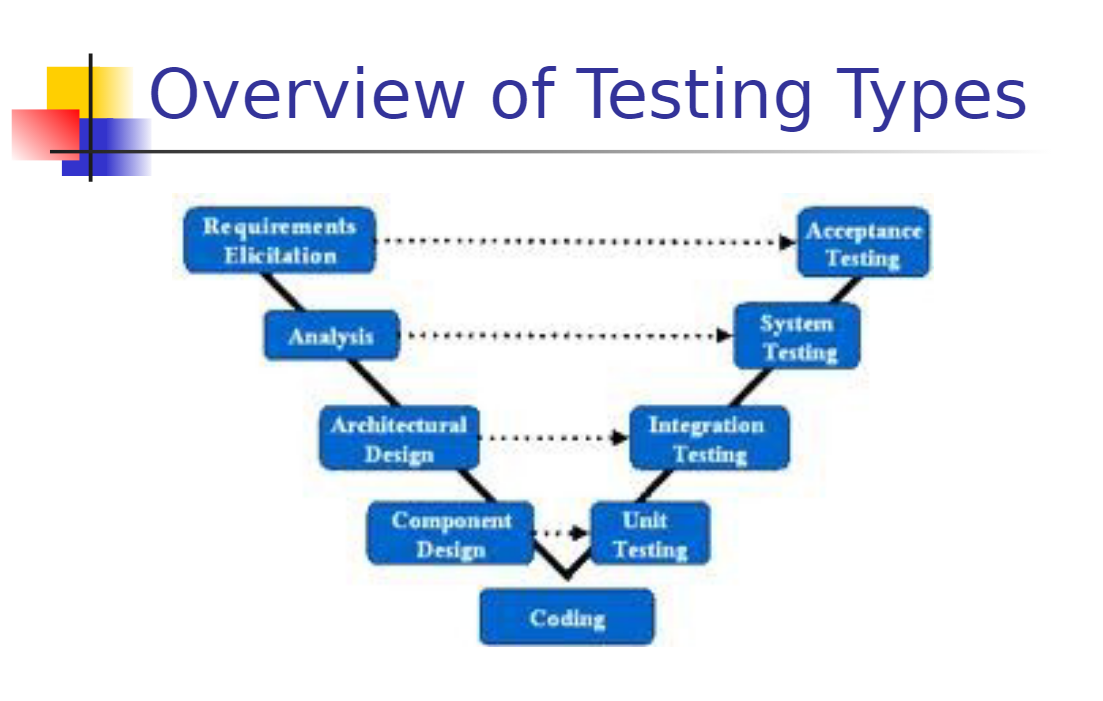 Overview of Testing Types
Requirements
Elicitation
Acceptance
Testing
Analysis
System
Testing
Architectural
Design
Integration
Testing
Component
Design
Unit
Testing
Coding